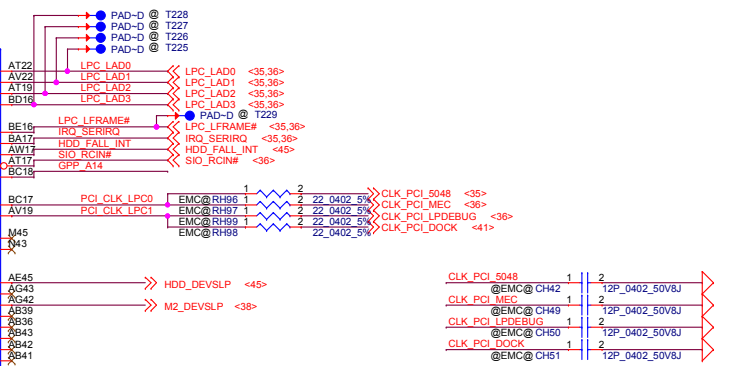 PAD~D @ T228
PAD~D @ T227
PAD~D @ T226
PAD~D @ T225
AT22 LPC_LAD0 LPC_LAD0 <35,36>
AV22 LPC_LAD1 LPC_LAD1 <35,36>
AT19 LPC_LAD2 LPC_LAD2 <35,36>
BD16 LPC_LAD3 LPC_LAD3 <35,36>
PAD~D @ T229
BE16 LPC_LFRAME# LPC_LFRAME# <35,36>
BA17 IRQ_SERIRQ IRQ_SERIRQ <35,36>
AW17 HDD_FALL_INT HDD_FALL_INT <45>
AT17 SIO_RCIN# SIO_RCIN# <36>
BC18 GPP_A14
BC17 PCI_CLK_LPC0 EMC@ RH96 1 2 22_0402_5% CLK_PCI_5048 <35>
AV19 PCI_CLK_LPC1 EMC@ RH97 1 2 22_0402_5% CLK_PCI_MEC <36>
EMC@ RH99 1 2 22_0402_5% CLK_PCI_LPDEBUG <36>
EMC@ RH98 1 2 22_0402_5% CLK_PCI_DOCK <41>
M45
N43
AE45 HDD_DEVSLP <45>
AG43
AG42 M2_DEVSLP <38>
AB39
AB36
AB43
AB42
AB41
CLK_PCI_5048 1 2
@EMC@ CH42 12P_0402_50V8J
CLK_PCI_MEC 1 2
@EMC@ CH49 12P_0402_50V8J
CLK_PCI_LPDEBUG 1 2
@EMC@ CH50 12P_0402_50V8J
CLK_PCI_DOCK 1 2
@EMC@ CH51 12P_0402_50V8J